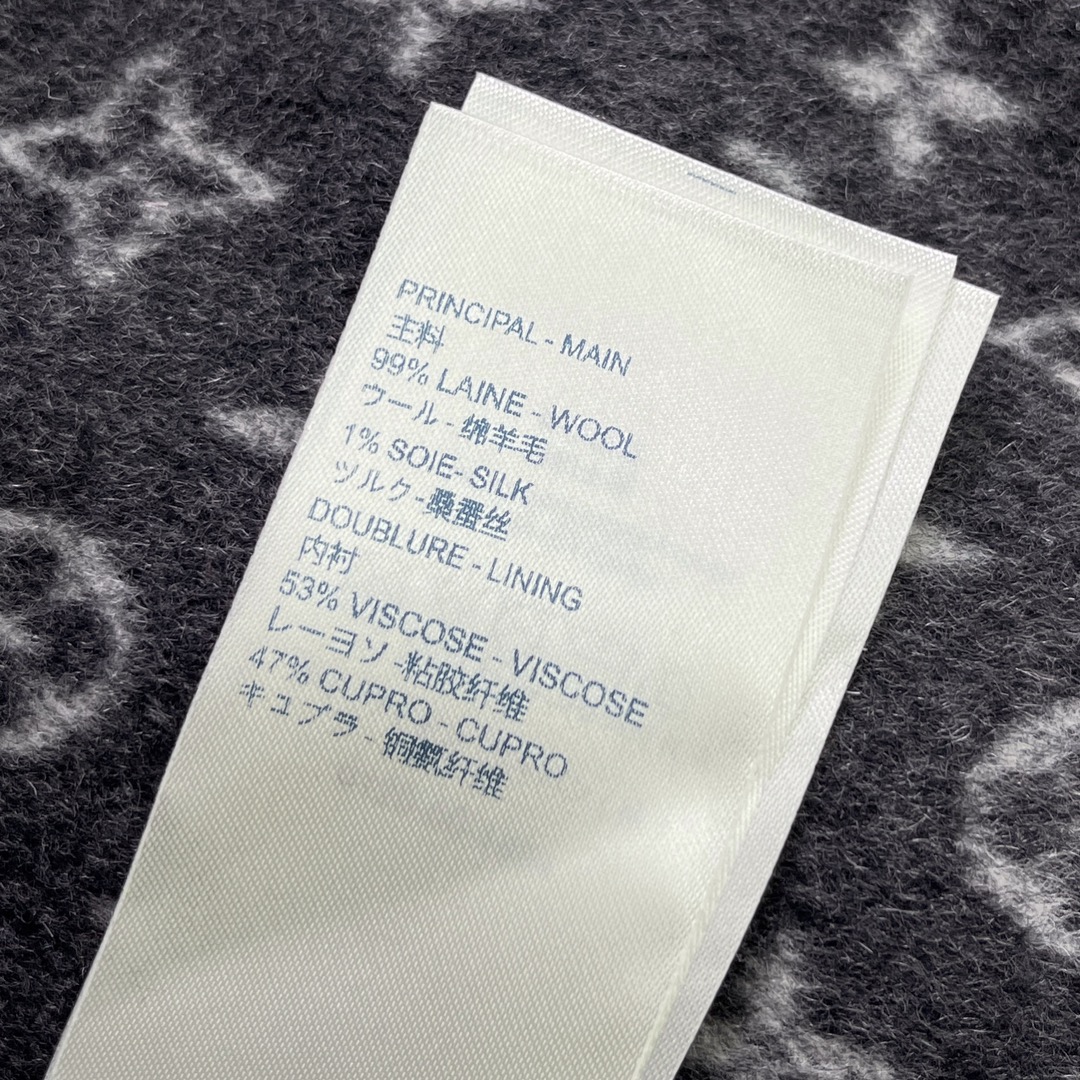 PRINCIPAL - MAIN
主料
99% LAINE - WOOL
ウール - 绵羊毛
1% SOIE- SILK
ツルク - 桑蚕丝
DOUBLURE - LINING
内衬
53% VISCOSE - VISCOSE
レーヨソ -粘胶纤维
47% CUPRO - CUPRO
キュプラ - 铜氨纤维